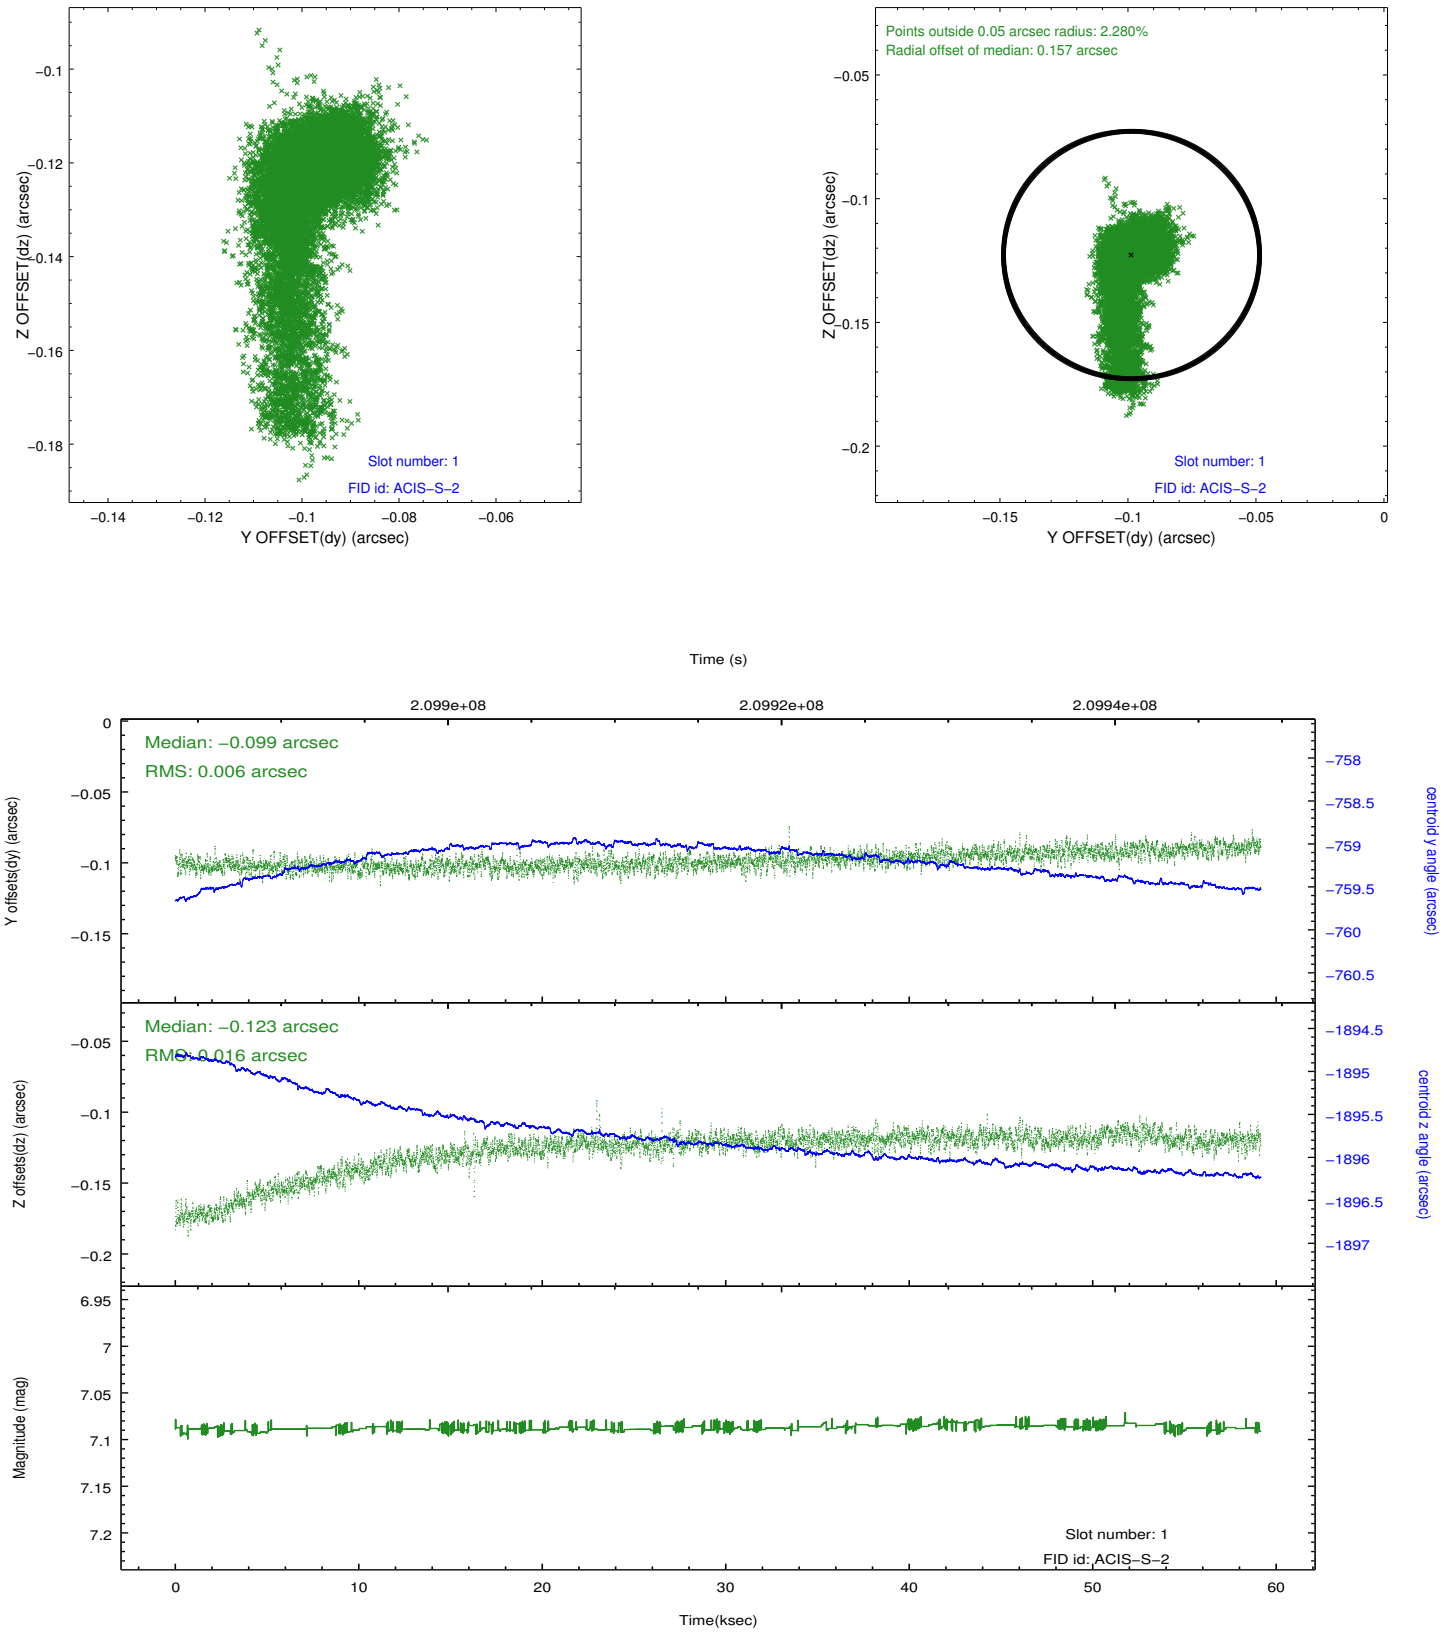 −0.1
−0.12
−0.14
−0.16
−0.18
Z OFFSET(dz) (arcsec)
Slot number: 1
FID id: ACIS−S−2
−0.14
−0.12
−0.1
−0.08
−0.06
Y OFFSET(dy) (arcsec)
Points outside 0.05 arcsec radius: 2.280%
Radial offset of median: 0.157 arcsec
−0.05
−0.1
−0.15
−0.2
Z OFFSET(dz) (arcsec)
Slot number: 1
FID id: ACIS−S−2
−0.15
−0.1
−0.05
0
Y OFFSET(dy) (arcsec)
Time (s)
2.099e+08
2.0992e+08
2.0994e+08
Median: −0.099 arcsec
RMS: 0.006 arcsec
0
−0.05
−0.1
−0.15
Y offsets(dy) (arcsec)
−758
−758.5
−759
−759.5
−760
−760.5
centroid y angle (arcsec)
Median: −0.123 arcsec
RMS: 0.016 arcsec
−0.05
−0.1
−0.15
−0.2
Z offsets(dz) (arcsec)
−1894.5
−1895
−1895.5
−1896
−1896.5
−1897
centroid z angle (arcsec)
6.95
7
7.05
7.1
7.15
7.2
Magnitude (mag)
Slot number: 1
FID id: ACIS−S−2
0
10
20
30
40
50
60
Time(ksec)